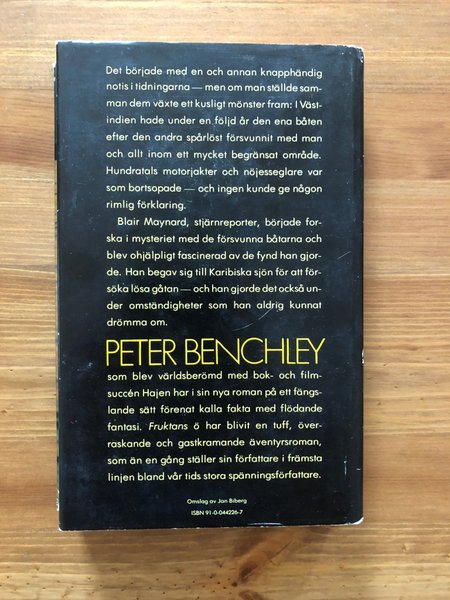 Det började med en och annan knapphändig
notis i tidningarna — men om man ställde sam-
man dem växte ett kusligt mönster fram: I Väst-
indien hade under en följd år den ena båten
efter den andra spårlöst försvunnit med man
och allt inom ett mycket begränsat område.
Hundratals motorjakter och nöjesseglare var
som bortsopade — och ingen kunde ge någon
rimlig förklaring.
Blair Maynard, stjärnreporter, började for-
ska i mysteriet med de försvunna båtarna och
blev ohjälpligt fascinerad av de fynd han gjor-
de. Han begav sig till Karibiska sjön för att för-
söka lösa gåtan — och han gjorde det också un-
der omständigheter som han aldrig kunnat
drömma om.
PETER BENCHLEY
som blev världsberömd med bok- och film-
succén Hajen har i sin nya roman på ett fängs-
lande sätt förenat kalla fakta med flödande
fantasi. Fruktans ö har blivit en tuff, över-
raskande och gastkramande äventyrsroman,
som än en gång ställer sin författare i främsta
linjen bland vår tids stora spänningsförfattare.
Omslag av Jan Biberg
ISBN 91-0-044226-7